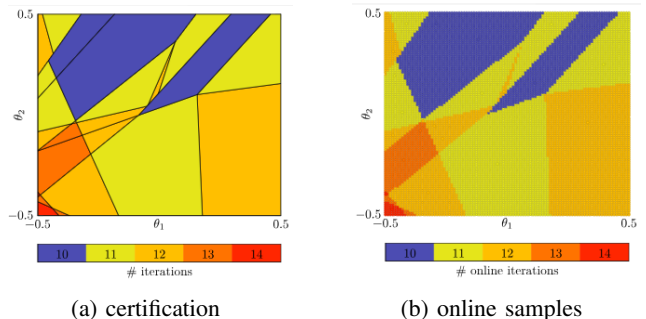 0.5
θ2
−0.5
−0.5
θ1
0.5
10 11 12 13 14
# iterations
(a) certification
0.5
θ2
−0.5
−0.5
θ1
0.5
10 11 12 13 14
# online iterations
(b) online samples